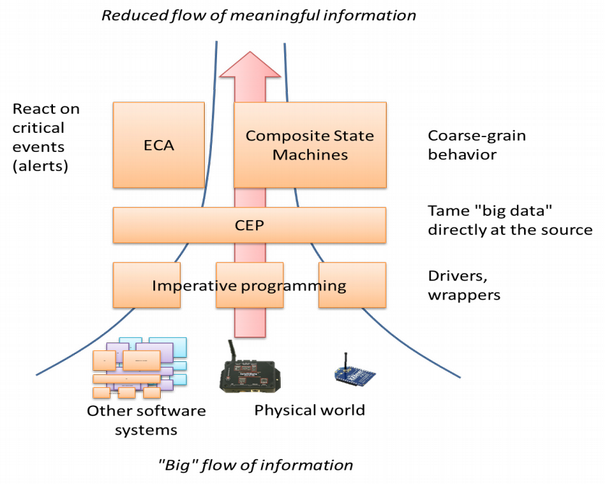 Reduced flow of meaningful information
React on
critical
events
(alerts)
ECA
Composite State
Machines
Coarse-grain
behavior
CEP
Tame "big data"
directly at the source
Imperative programming
Drivers,
wrappers
Other software
systems
Physical world
"Big" flow of information